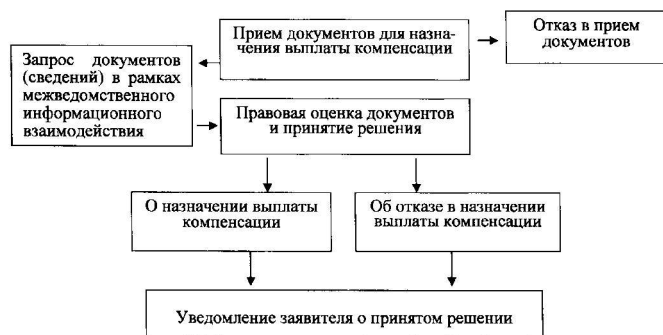 Прием документов для назна-
чения выплаты компенсации
Отказ в прием
документов
Запрос документов
(сведений) в рамках
межведомственного
информационного
взаимодействия
Правовая оценка документов
и принятие решения
О назначении выплаты
компенсации
Об отказе в назначении
выплаты компенсации
Уведомление заявителя о принятом решении